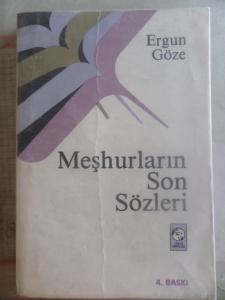 Ergun
Göze
Meşhurların
Son
Sözleri
4. BASKI